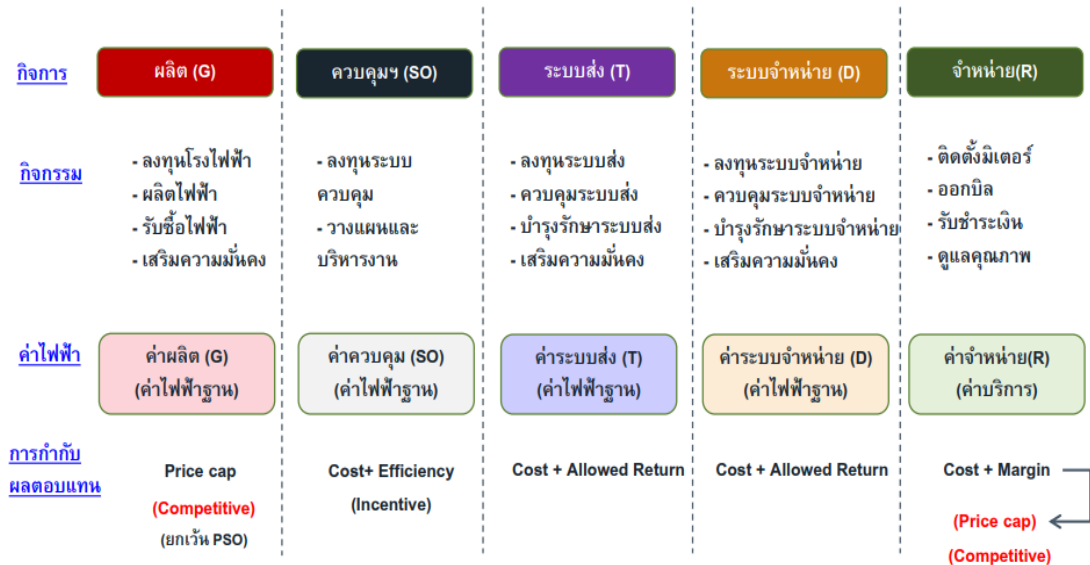 กิจการ
ผลิต (G)
ควบคุมฯ (SO)
ระบบส่ง (T)
ระบบจำหน่าย (D)
จำหน่าย(R)
กิจกรรม
- ลงทุนโรงไฟฟ้า
- ผลิตไฟฟ้า
- รับซื้อไฟฟ้า
- เสริมความมั่นคง
- ลงทุนระบบ
ควบคุม
- วางแผนและ
บริหารงาน
- ลงทุนระบบส่ง
- ควบคุมระบบส่ง
- บำรุงรักษาระบบส่ง
- เสริมความมั่นคง
- ลงทุนระบบจำหน่าย
- ควบคุมระบบจำหน่าย
- บำรุงรักษาระบบจำหน่าย
- เสริมความมั่นคง
- ติดตั้งมิเตอร์
- ออกบิล
- รับชำระเงิน
- ดูแลคุณภาพ
ค่าไฟฟ้า
ค่าผลิต (G)
(ค่าไฟฟ้าฐาน)
ค่าควบคุม (SO)
(ค่าไฟฟ้าฐาน)
ค่าระบบส่ง (T)
(ค่าไฟฟ้าฐาน)
ค่าระบบจำหน่าย (D)
(ค่าไฟฟ้าฐาน)
ค่าจำหน่าย(R)
(ค่าบริการ)
การกำกับ
ผลตอบแทน
Price cap
(Competitive)
(ยกเว้น PSO)
Cost+ Efficiency
(Incentive)
Cost + Allowed Return
Cost + Allowed Return
Cost + Margin
(Price cap)
(Competitive)